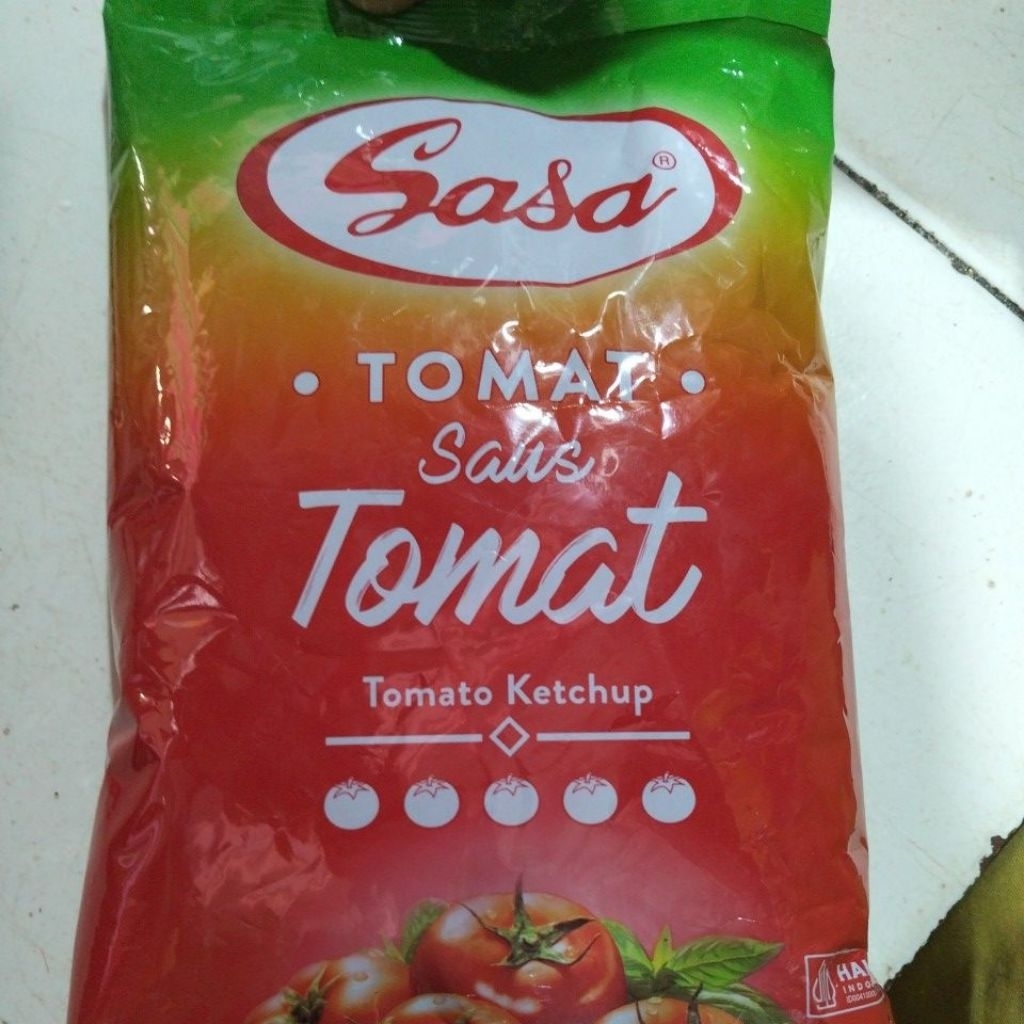 Sasa®
• TOMAT •
Saus
Tomat
Tomato Ketchup